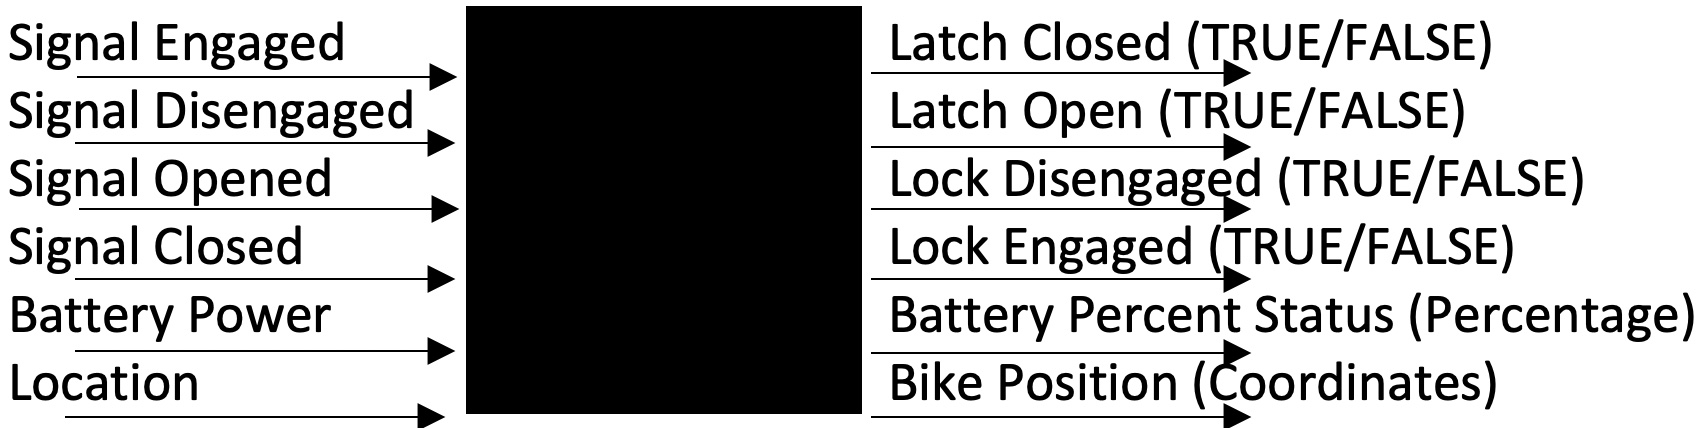 Signal Engaged
Signal Disengaged
Signal Opened
Signal Closed
Battery Power
Location
Latch Closed (TRUE/FALSE)
Latch Open (TRUE/FALSE)
Lock Disengaged (TRUE/FALSE)
Lock Engaged (TRUE/FALSE)
Battery Percent Status (Percentage)
Bike Position (Coordinates)